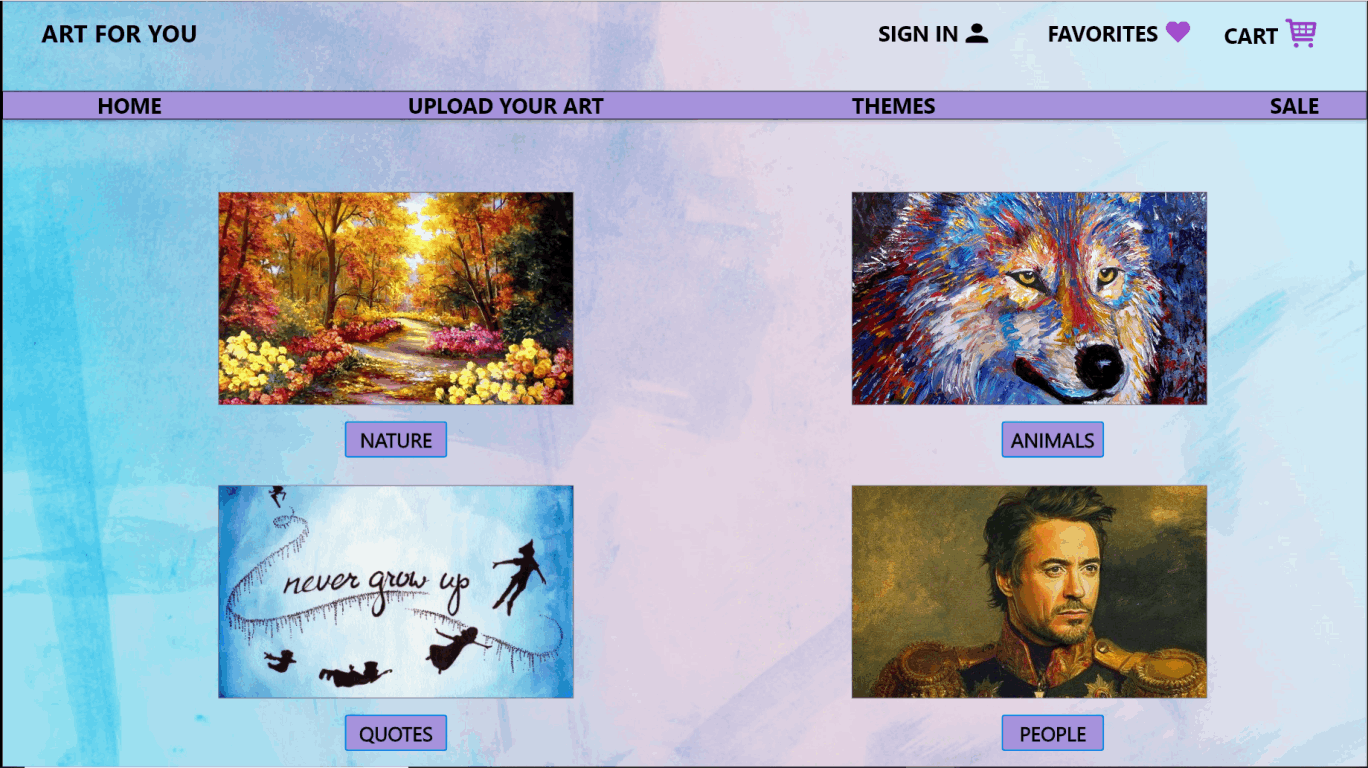 ART FOR YOU
SIGN IN
FAVORITES
CART
HOME
UPLOAD YOUR ART
THEMES
SALE
NATURE
ANIMALS
never grow up
QUOTES
PEOPLE